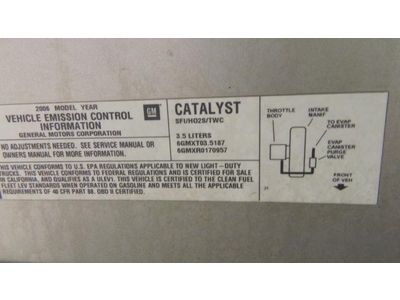 2006 MODEL YEAR
VEHICLE EMISSION CONTROL
INFORMATION
GENERAL MOTORS CORPORATION
GM
CATALYST
SFI/HO2S/TWC
NO ADJUSTMENTS NEEDED. SEE SERVICE MANUAL OR
OWNERS MANUAL FOR MORE INFORMATION.
3.5 LITERS
6GMXT03.5187
6GMXR0170957
THIS VEHICLE CONFORMS TO U.S. EPA REGULATIONS APPLICABLE TO NEW LIGHT-DUTY
TRUCKS. THIS VEHICLE CONFORMS TO REGULATIONS AND IS CERTIFIED FOR SALE
IN CALIFORNIA, AND QUALIFIES AS A THIS VEHICLE IS CERTIFIED TO THE CLEAN FUEL
FLEET LEV STANDARDS WHEN OPERATED ON GASOLINE AND MEETS ALL THE APPLICABLE
REQUIREMENTS OF 40 CFR PART 88. OBD II CERTIFIED.
THROTTLE
BODY
INTAKE
MANIF
TO EVAP
CANISTER
EVAP
CANISTER
PURGE
VALVE
FRONT
OF VEH